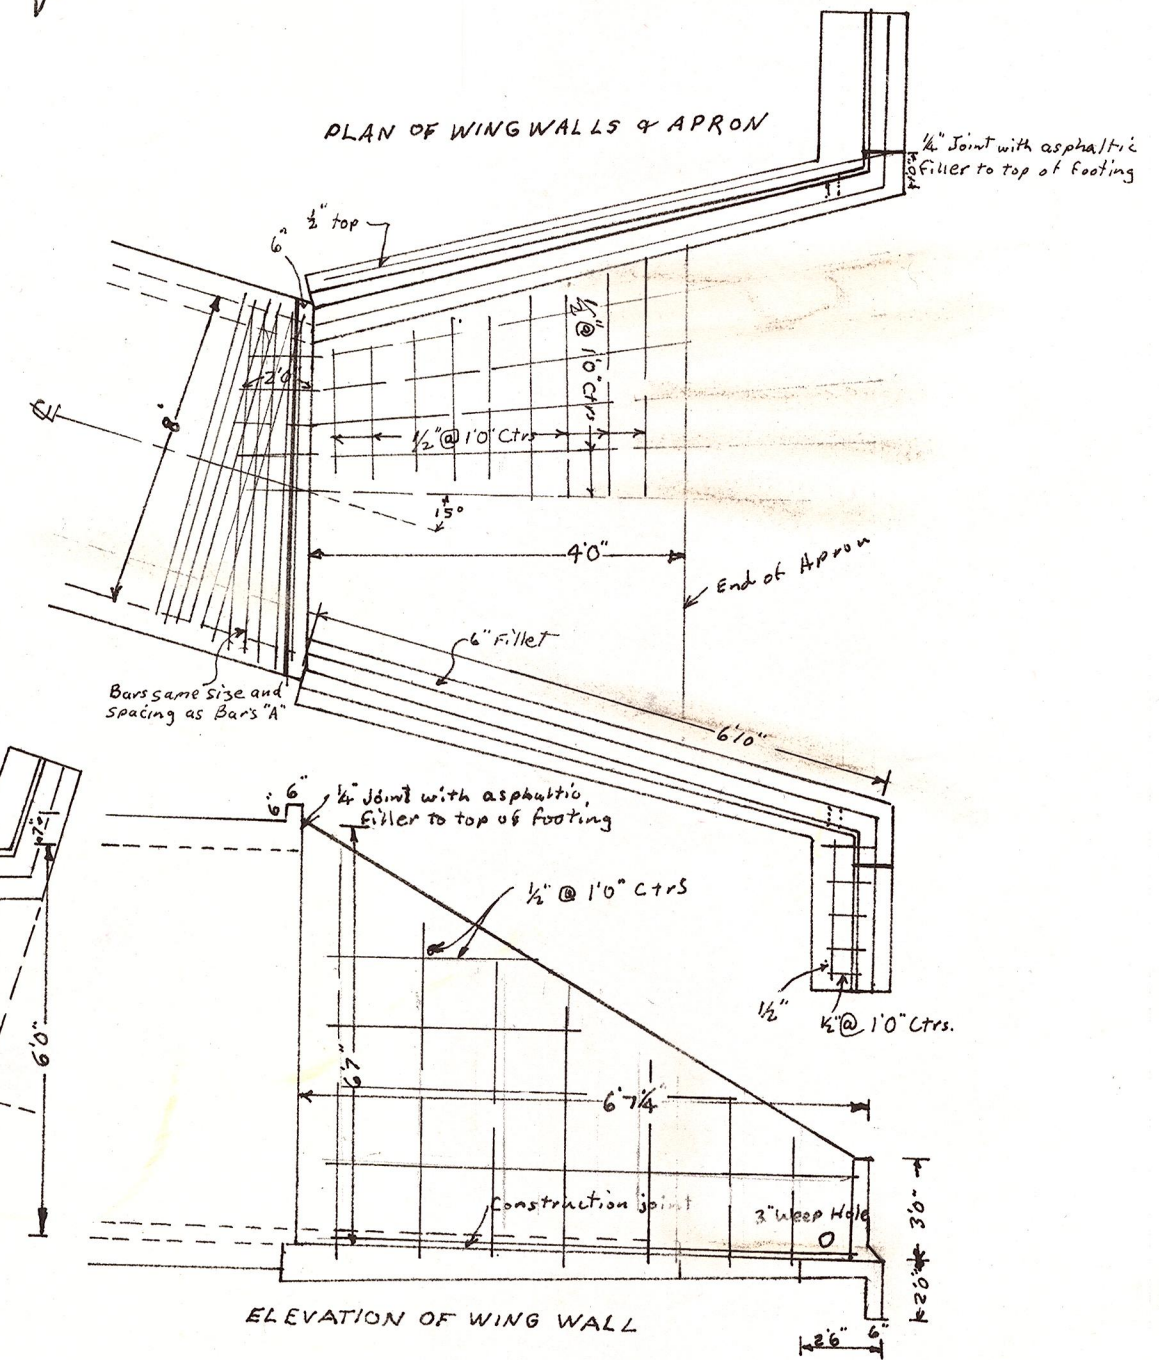 PLAN OF WINGWALLS & APRON
¼" Joint with asphaltic
filler to top of footing
½" top
6"
2'0"
8'
½" @ 1'0" Ctrs
½" @ 1'0" Ctrs
15°
4'0"
End of Apron
6" Fillet
Bars same size and
spacing as Bars "A"
6'10"
6"
6"
¼" Joint with asphaltic
filler to top of footing
½" @ 1'0" Ctrs
½"
½" @ 1'0" Ctrs.
6'0"
6'7"
6'7¼"
Construction joint
3" Weep Hole
3'0"
2'0"
2'6"
6"
ELEVATION OF WING WALL